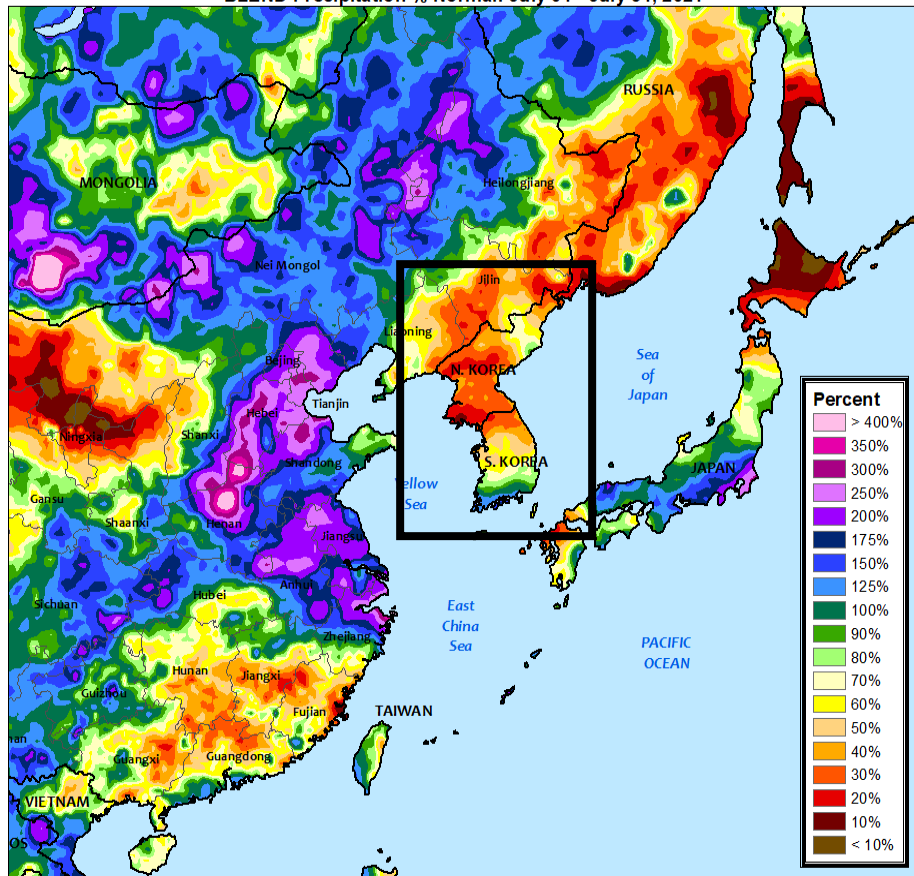 RUSSIA
MONGOLIA
Heilongjiang
Nei Mongol
Jilin
Liaoning
Beijing
N. KOREA
Sea
of
Japan
Tianjin
Hebei
Ningxia
Shanxi
Shandong
S. KOREA
JAPAN
Gansu
Yellow
Sea
Shaanxi
Henan
Jiangsu
Anhui
Sichuan
Hubei
East
China
Sea
Zhejiang
PACIFIC
OCEAN
Hunan
Jiangxi
Guizhou
Fujian
TAIWAN
Guangxi
Guangdong
VIETNAM
OS
Percent
> 400%
350%
300%
250%
200%
175%
150%
125%
100%
90%
80%
70%
60%
50%
40%
30%
20%
10%
< 10%